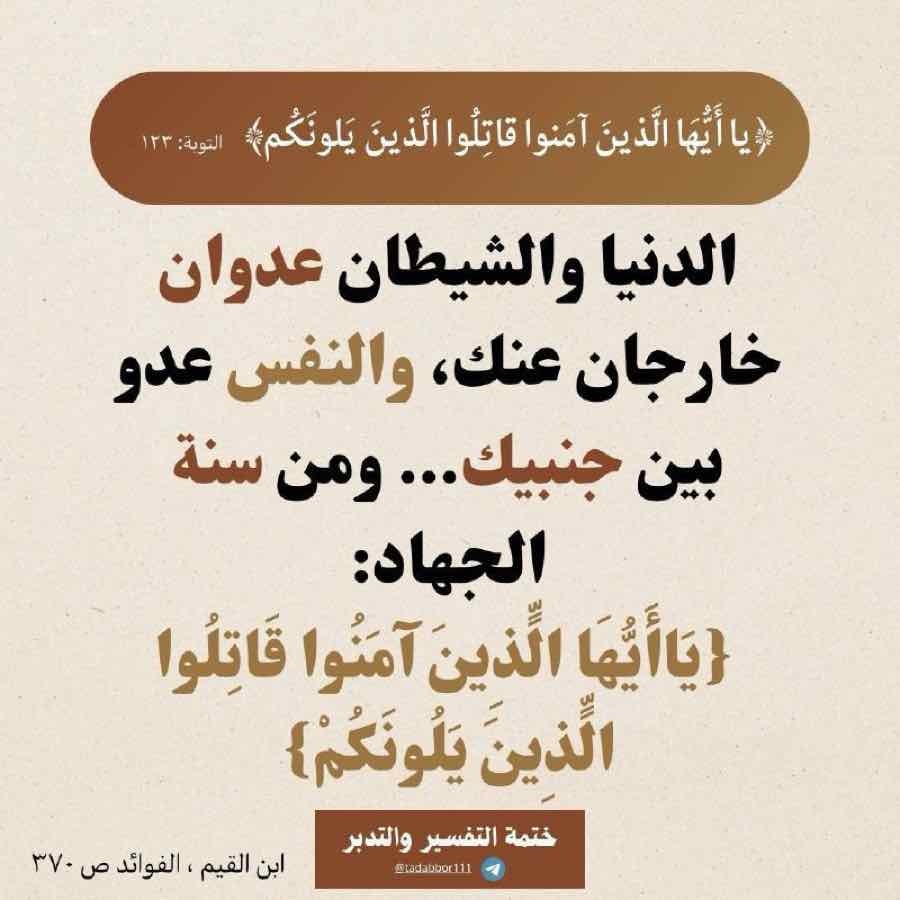 ﴿يا أَيُّهَا الَّذينَ آمَنوا قاتِلُوا الَّذينَ يَلونَكُم﴾ التوبة: ١٢٣
الدنيا والشيطان عدوان
خارجان عنك، والنفس عدو
بين جنبيك... ومن سنة
الجهاد:
{يَاأَيُّهَا الَّذِينَ آمَنُوا قَاتِلُوا
الَّذِينَ يَلُونَكُمْ}
ختمة التفسير والتدبر
@tadabbor111
ابن القيم ، الفوائد ص ٣٧٠